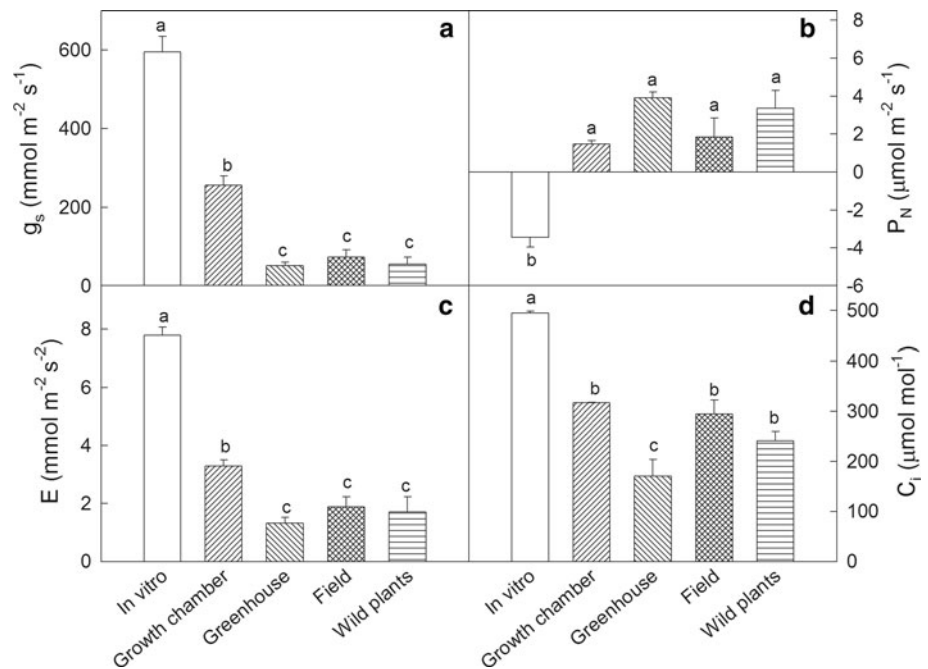 a
b
600
400
200
0
gₛ (mmol m⁻² s⁻¹)
a
b
c
c
c
8
6
4
2
0
-2
-4
-6
P_N (μmol m⁻² s⁻¹)
b
a
a
a
a
c
d
8
6
4
2
0
E (mmol m⁻² s⁻²)
a
b
c
c
c
500
400
300
200
100
0
Cᵢ (μmol mol⁻¹)
a
b
c
b
b
In vitro
Growth chamber
Greenhouse
Field
Wild plants
In vitro
Growth chamber
Greenhouse
Field
Wild plants